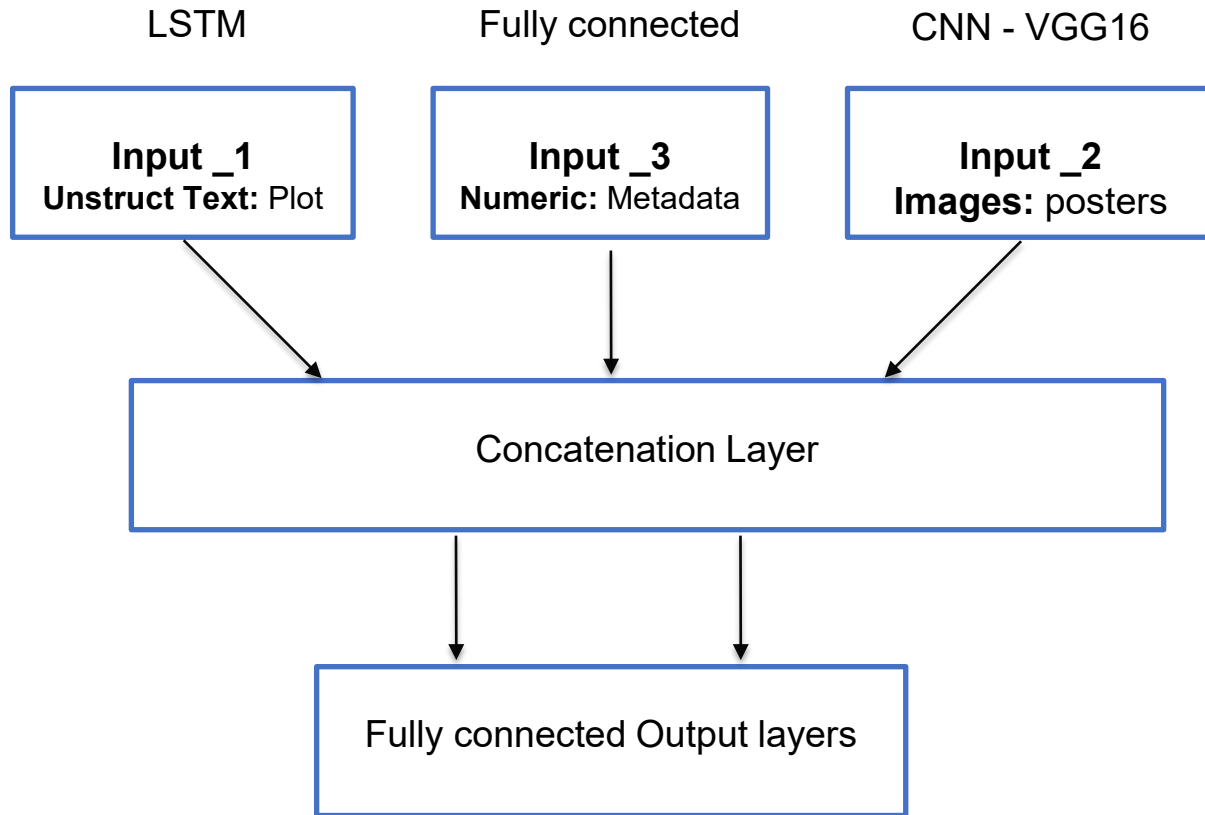 LSTM
Fully connected
CNN - VGG16
Input _1
Unstruct Text: Plot
Input _3
Numeric: Metadata
Input _2
Images: posters
Concatenation Layer
Fully connected Output layers